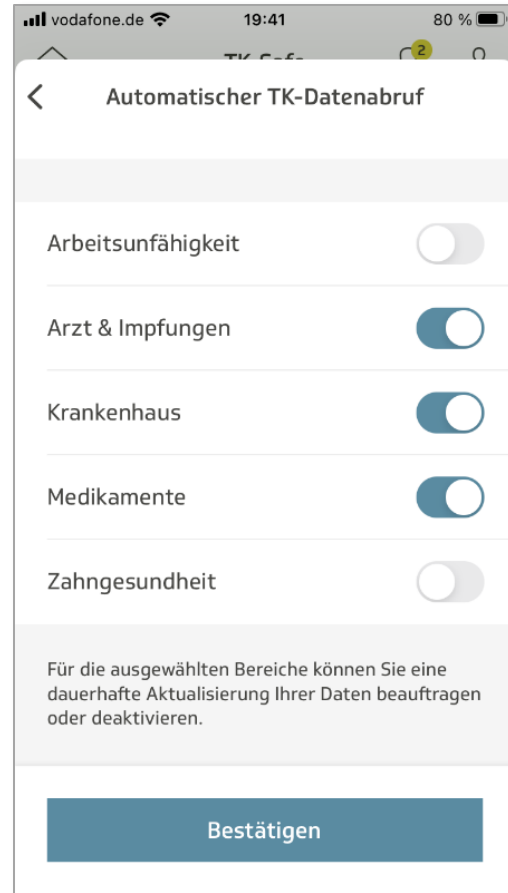 vodafone.de 19:41 80 %
2
Automatischer TK-Datenabruf
Arbeitsunfähigkeit
Arzt & Impfungen
Krankenhaus
Medikamente
Zahngesundheit
Für die ausgewählten Bereiche können Sie eine
dauerhafte Aktualisierung Ihrer Daten beauftragen
oder deaktivieren.
Bestätigen